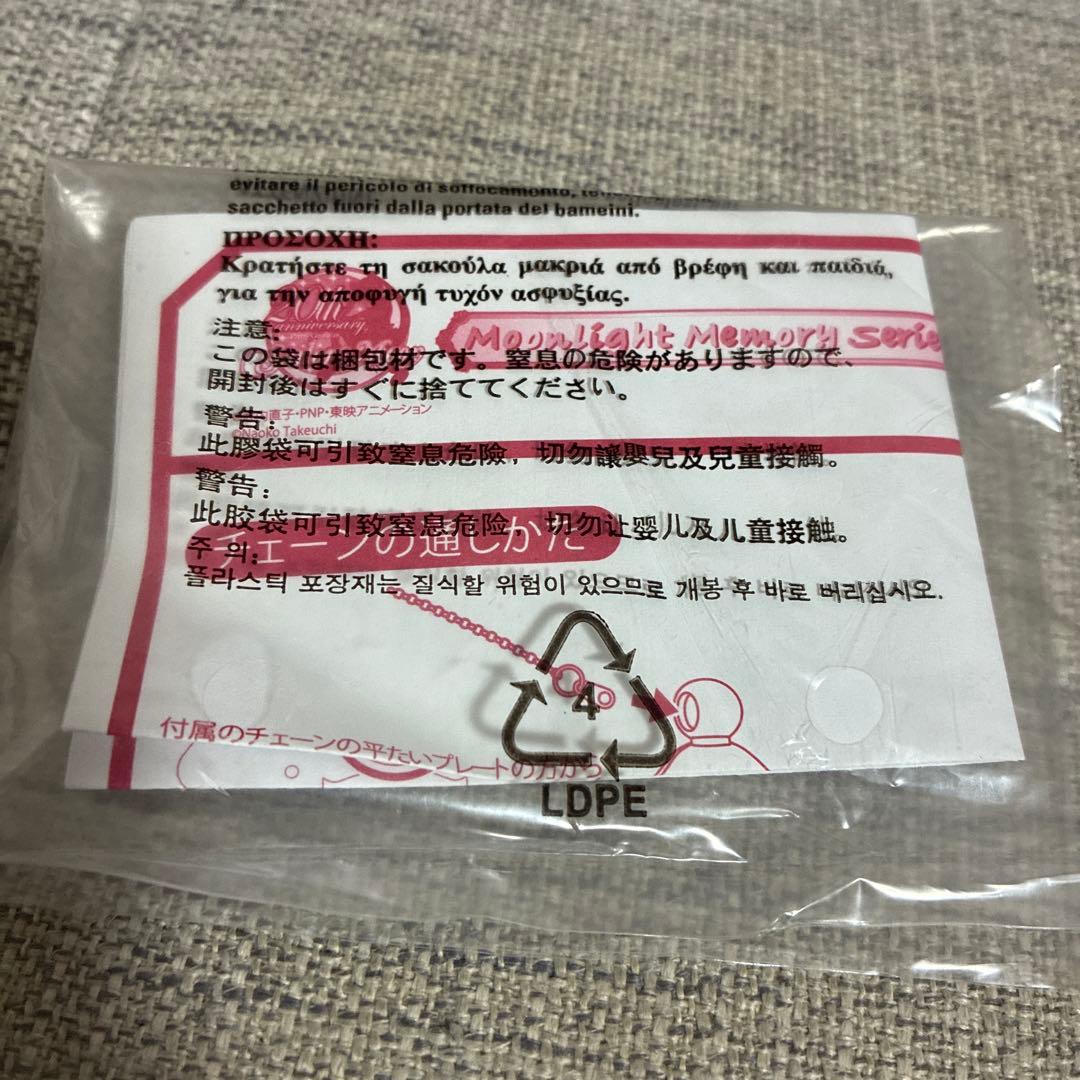 evitare il pericolo di soffocamento,
sacchetto fuori dalla portata dei bameini.
ΠΡΟΣΟΧΗ:
Κρατήστε τη σακούλα μακριά από βρέφη και παιδιά,
για την αποφυγή τυχόν ασφυξίας.
20th
anniversary
Moonlight Memory Serie
注意:
この袋は梱包材です。窒息の危険がありますので、
開封後はすぐに捨ててください。
直子・PNP・東映アニメーション
©Naoko Takeuchi
警告:
此膠袋可引致窒息危險，切勿讓嬰兒及兒童接觸。
警告:
此胶袋可引致窒息危险，切勿让婴儿及儿童接触。
チェーンの通しかた
주 의:
플라스틱 포장재는 질식할 위험이 있으므로 개봉 후 바로 버리십시오.
付属のチェーンの平たいプレートの方から
4
LDPE